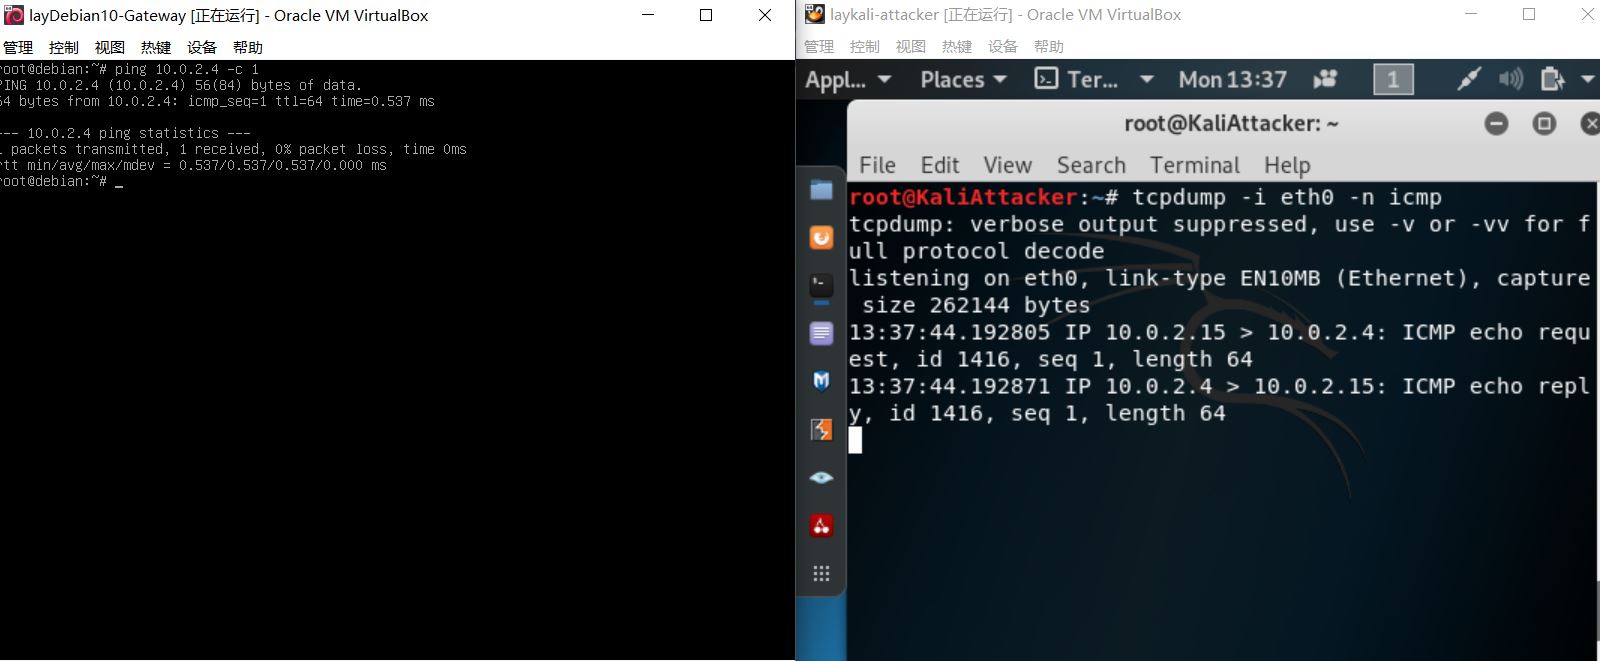 layDebian10-Gateway [正在运行] - Oracle VM VirtualBox
管理 控制 视图 热键 设备 帮助
root@debian:~# ping 10.0.2.4 -c 1
PING 10.0.2.4 (10.0.2.4) 56(84) bytes of data.
64 bytes from 10.0.2.4: icmp_seq=1 ttl=64 time=0.537 ms
--- 10.0.2.4 ping statistics ---
1 packets transmitted, 1 received, 0% packet loss, time 0ms
rtt min/avg/max/mdev = 0.537/0.537/0.537/0.000 ms
root@debian:~# _
laykali-attacker [正在运行] - Oracle VM VirtualBox
管理 控制 视图 热键 设备 帮助
Appl... Places Ter... Mon 13:37 1
root@KaliAttacker: ~
File Edit View Search Terminal Help
root@KaliAttacker:~# tcpdump -i eth0 -n icmp
tcpdump: verbose output suppressed, use -v or -vv for f
ull protocol decode
listening on eth0, link-type EN10MB (Ethernet), capture
 size 262144 bytes
13:37:44.192805 IP 10.0.2.15 > 10.0.2.4: ICMP echo requ
est, id 1416, seq 1, length 64
13:37:44.192871 IP 10.0.2.4 > 10.0.2.15: ICMP echo repl
y, id 1416, seq 1, length 64